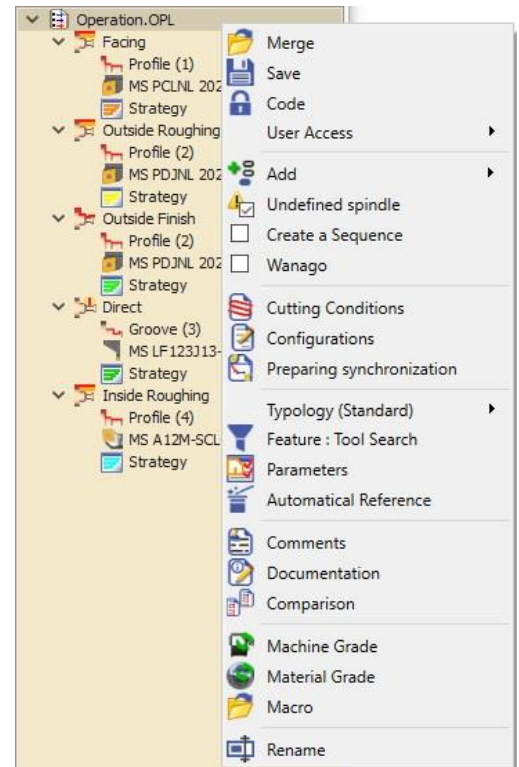 Operation.OPL
Facing
Profile (1)
MS PCLNL 202
Strategy
Outside Roughing
Profile (2)
MS PDJNL 202
Strategy
Outside Finish
Profile (2)
MS PDJNL 202
Strategy
Direct
Groove (3)
MS LF123J13-
Strategy
Inside Roughing
Profile (4)
MS A12M-SCL
Strategy
Merge
Save
Code
User Access
Add
Undefined spindle
Create a Sequence
Wanago
Cutting Conditions
Configurations
Preparing synchronization
Typology (Standard)
Feature : Tool Search
Parameters
Automatical Reference
Comments
Documentation
Comparison
Machine Grade
Material Grade
Macro
Rename